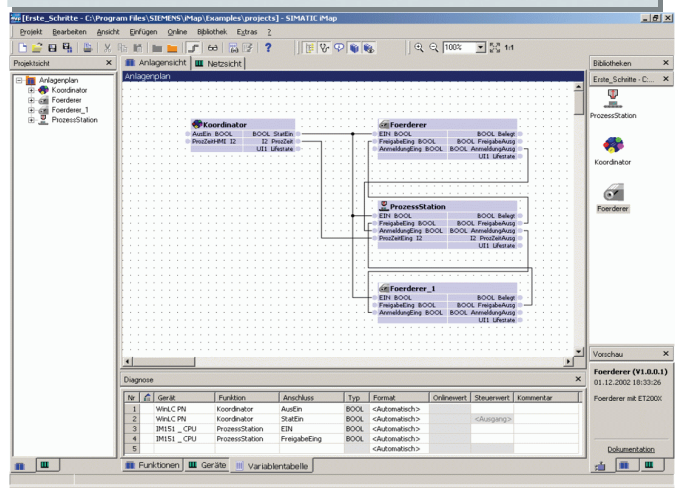 [Erste_Schritte - C:\Program Files\SIEMENS\iMap\Examples\projects] - SIMATIC iMap
Projekt Bearbeiten Ansicht Einfügen Online Bibliothek Extras ?
100% 1:1
Projektsicht ×
Anlagenplan
Koordinator
Foerderer
Foerderer_1
ProzessStation
Anlagensicht Netzsicht
Anlagenplan
Koordinator
AusEin BOOL BOOL StatEin
ProzZeitHMI I2 I2 ProzZeit
UI1 Lifestate
Foerderer
EIN BOOL BOOL Belegt
FreigabeEing BOOL BOOL FreigabeAusg
AnmeldungEing BOOL BOOL AnmeldungAusg
UI1 Lifestate
ProzessStation
EIN BOOL BOOL Belegt
FreigabeEing BOOL BOOL FreigabeAusg
AnmeldungEing BOOL BOOL AnmeldungAusg
ProzZeitEing I2 I2 ProzZeitAusg
UI1 Lifestate
Foerderer_1
EIN BOOL BOOL Belegt
FreigabeEing BOOL BOOL FreigabeAusg
AnmeldungEing BOOL BOOL AnmeldungAusg
UI1 Lifestate
Diagnose ×
Nr Gerät Funktion Anschluss Typ Format Onlinewert Steuerwert Kommentar
1 WinLC PN Koordinator AusEin BOOL <Automatisch>
2 WinLC PN Koordinator StatEin BOOL <Automatisch> <Ausgang>
3 IM151 _ CPU ProzessStation EIN BOOL <Automatisch>
4 IM151 _ CPU ProzessStation FreigabeEing BOOL <Automatisch>
5 <Automatisch>
Funktionen Geräte Variablentabelle
Bibliotheken ×
Erste_Schritte - C:... ×
ProzessStation
Koordinator
Foerderer
Vorschau ×
Foerderer (V1.0.0.1)
01.12.2002 18:33:26
Foerderer mit ET200X
Dokumentation